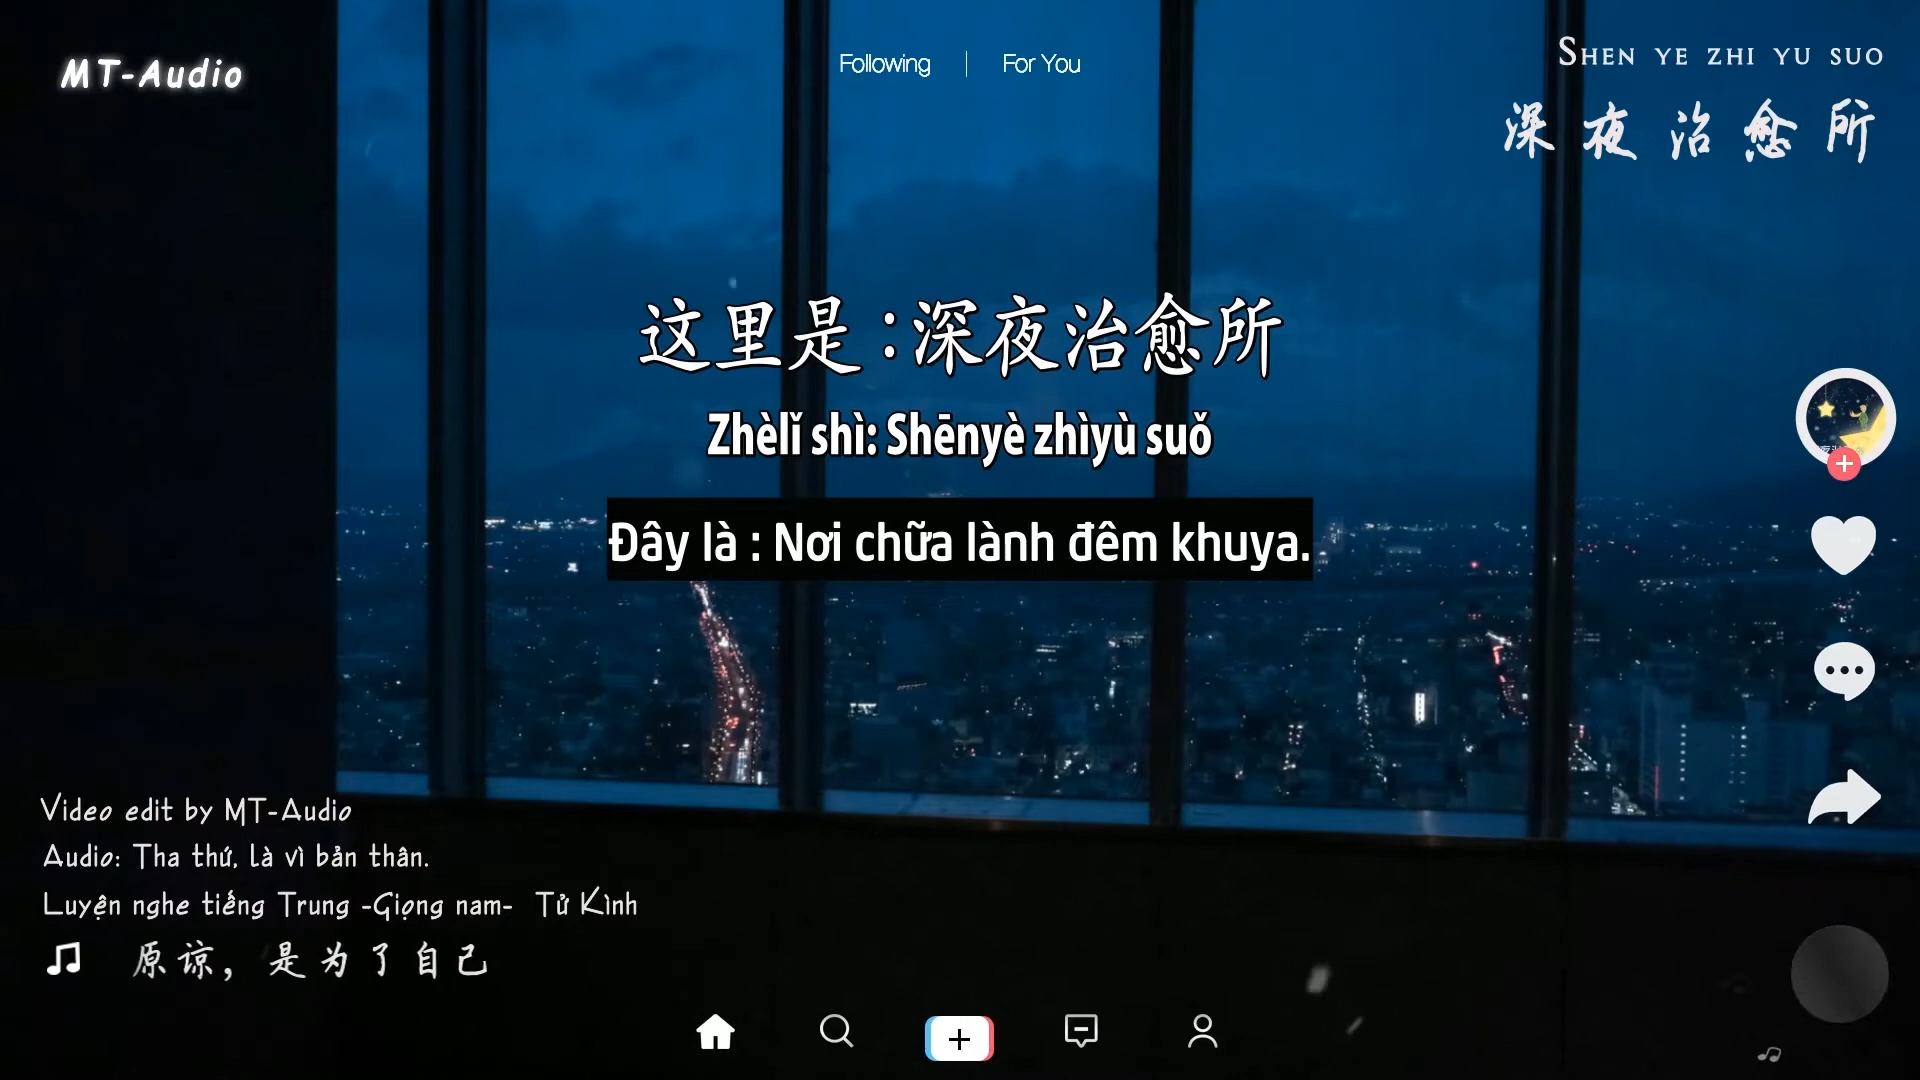 MT-Audio
Following | For You
SHEN YE ZHI YU SUO
深夜治愈所
这里是:深夜治愈所
Zhèlǐ shì: Shēnyè zhìyù suǒ
Đây là : Nơi chữa lành đêm khuya.
Video edit by MT-Audio
Audio: Tha thứ, là vì bản thân.
Luyện nghe tiếng Trung -Giọng nam- Tử Kình
原谅，是为了自己